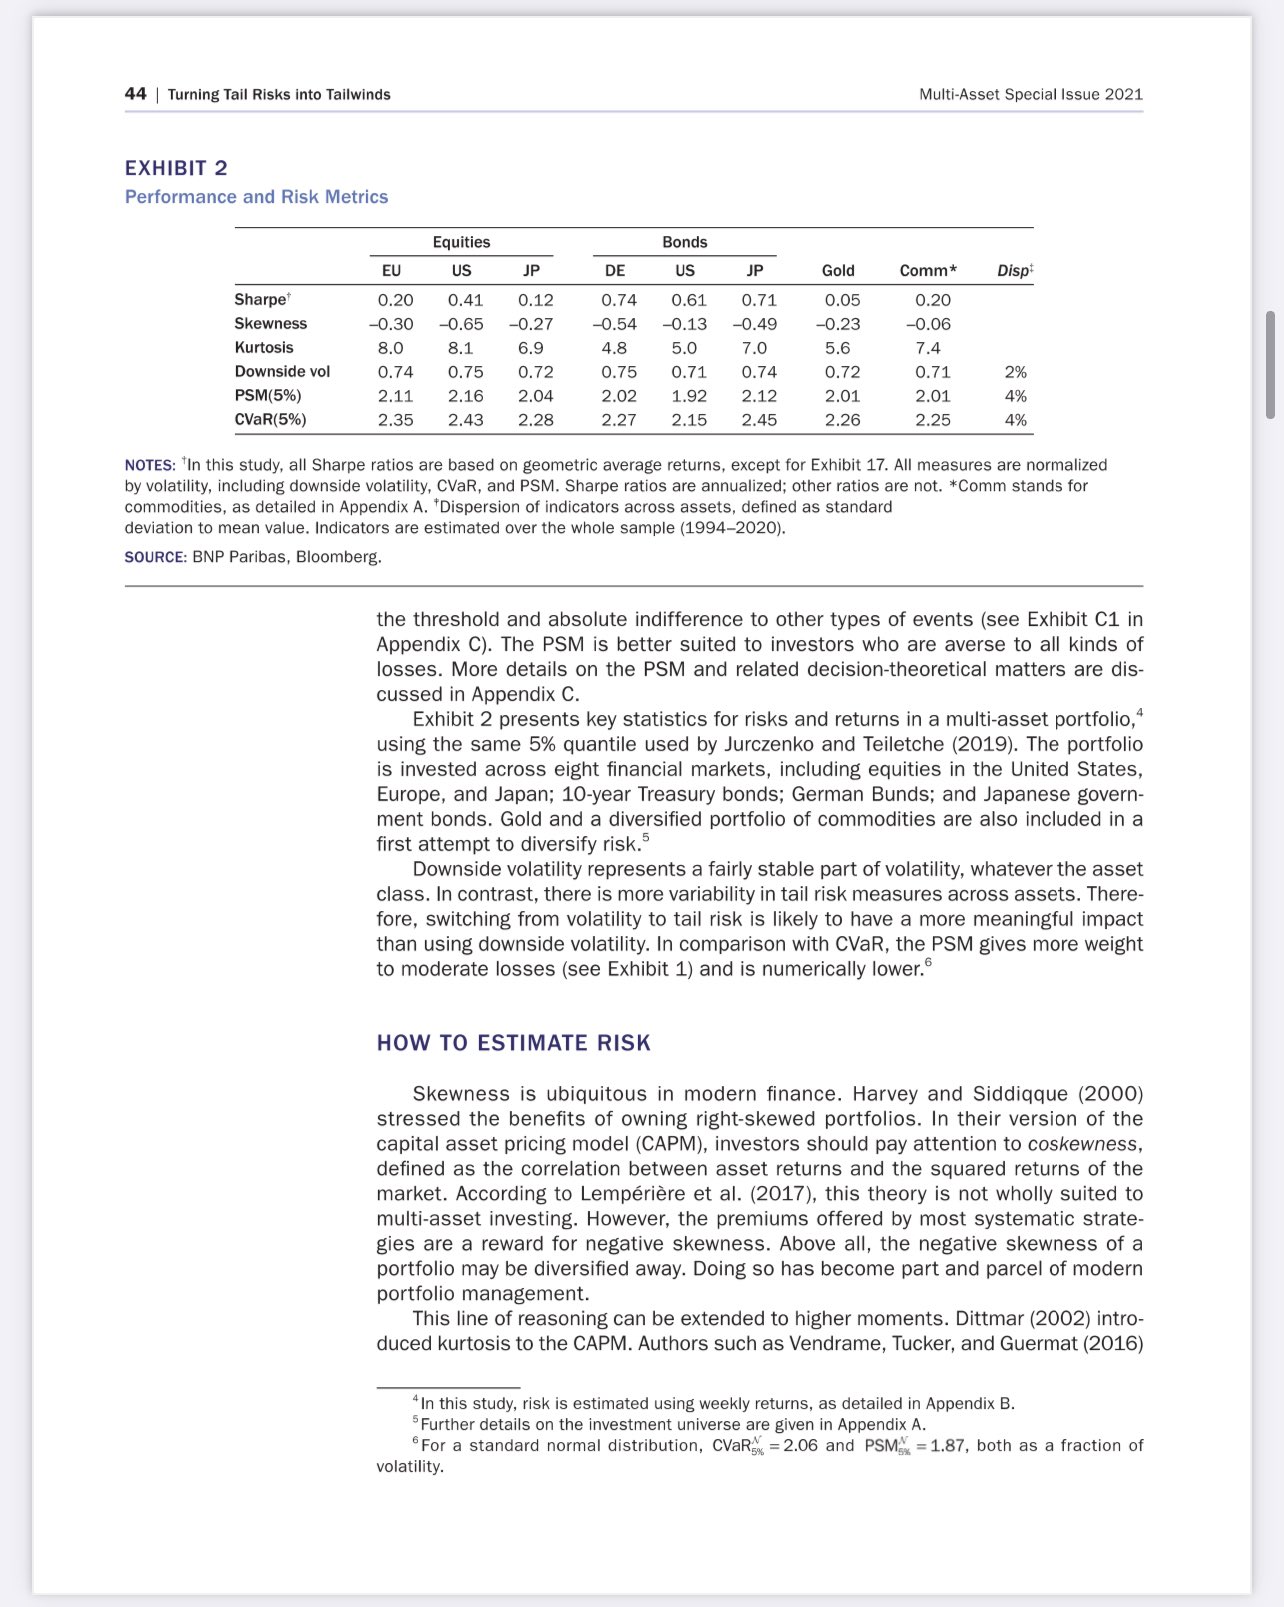 44 | Turning Tail Risks into Tailwinds Multi-Asset Special Issue 2021
EXHIBIT 2
Performance and Risk Metrics
Equities Bonds
EU US JP DE US JP Gold Comm* Disp‡
Sharpe† 0.20 0.41 0.12 0.74 0.61 0.71 0.05 0.20
Skewness –0.30 –0.65 –0.27 –0.54 –0.13 –0.49 –0.23 –0.06
Kurtosis 8.0 8.1 6.9 4.8 5.0 7.0 5.6 7.4
Downside vol 0.74 0.75 0.72 0.75 0.71 0.74 0.72 0.71 2%
PSM(5%) 2.11 2.16 2.04 2.02 1.92 2.12 2.01 2.01 4%
CVaR(5%) 2.35 2.43 2.28 2.27 2.15 2.45 2.26 2.25 4%
NOTES: †In this study, all Sharpe ratios are based on geometric average returns, except for Exhibit 17. All measures are normalized
by volatility, including downside volatility, CVaR, and PSM. Sharpe ratios are annualized; other ratios are not. *Comm stands for
commodities, as detailed in Appendix A. ‡Dispersion of indicators across assets, defined as standard
deviation to mean value. Indicators are estimated over the whole sample (1994–2020).
SOURCE: BNP Paribas, Bloomberg.
the threshold and absolute indifference to other types of events (see Exhibit C1 in
Appendix C). The PSM is better suited to investors who are averse to all kinds of
losses. More details on the PSM and related decision-theoretical matters are dis-
cussed in Appendix C.
Exhibit 2 presents key statistics for risks and returns in a multi-asset portfolio,4
using the same 5% quantile used by Jurczenko and Teiletche (2019). The portfolio
is invested across eight financial markets, including equities in the United States,
Europe, and Japan; 10-year Treasury bonds; German Bunds; and Japanese govern-
ment bonds. Gold and a diversified portfolio of commodities are also included in a
first attempt to diversify risk.5
Downside volatility represents a fairly stable part of volatility, whatever the asset
class. In contrast, there is more variability in tail risk measures across assets. There-
fore, switching from volatility to tail risk is likely to have a more meaningful impact
than using downside volatility. In comparison with CVaR, the PSM gives more weight
to moderate losses (see Exhibit 1) and is numerically lower.6
HOW TO ESTIMATE RISK
Skewness is ubiquitous in modern finance. Harvey and Siddiqque (2000)
stressed the benefits of owning right-skewed portfolios. In their version of the
capital asset pricing model (CAPM), investors should pay attention to coskewness,
defined as the correlation between asset returns and the squared returns of the
market. According to Lempérière et al. (2017), this theory is not wholly suited to
multi-asset investing. However, the premiums offered by most systematic strate-
gies are a reward for negative skewness. Above all, the negative skewness of a
portfolio may be diversified away. Doing so has become part and parcel of modern
portfolio management.
This line of reasoning can be extended to higher moments. Dittmar (2002) intro-
duced kurtosis to the CAPM. Authors such as Vendrame, Tucker, and Guermat (2016)
4 In this study, risk is estimated using weekly returns, as detailed in Appendix B.
5 Further details on the investment universe are given in Appendix A.
6 For a standard normal distribution, CVaR𝒩5% = 2.06 and PSM𝒩5% = 1.87, both as a fraction of
volatility.